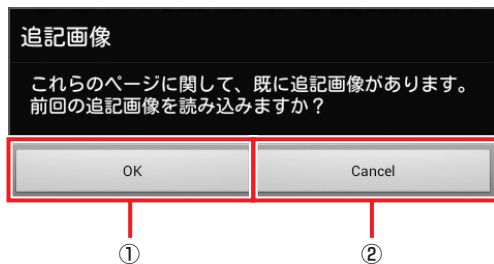 追記画像
これらのページに関して、既に追記画像があります。
前回の追記画像を読み込みますか？
OK
Cancel
①
②